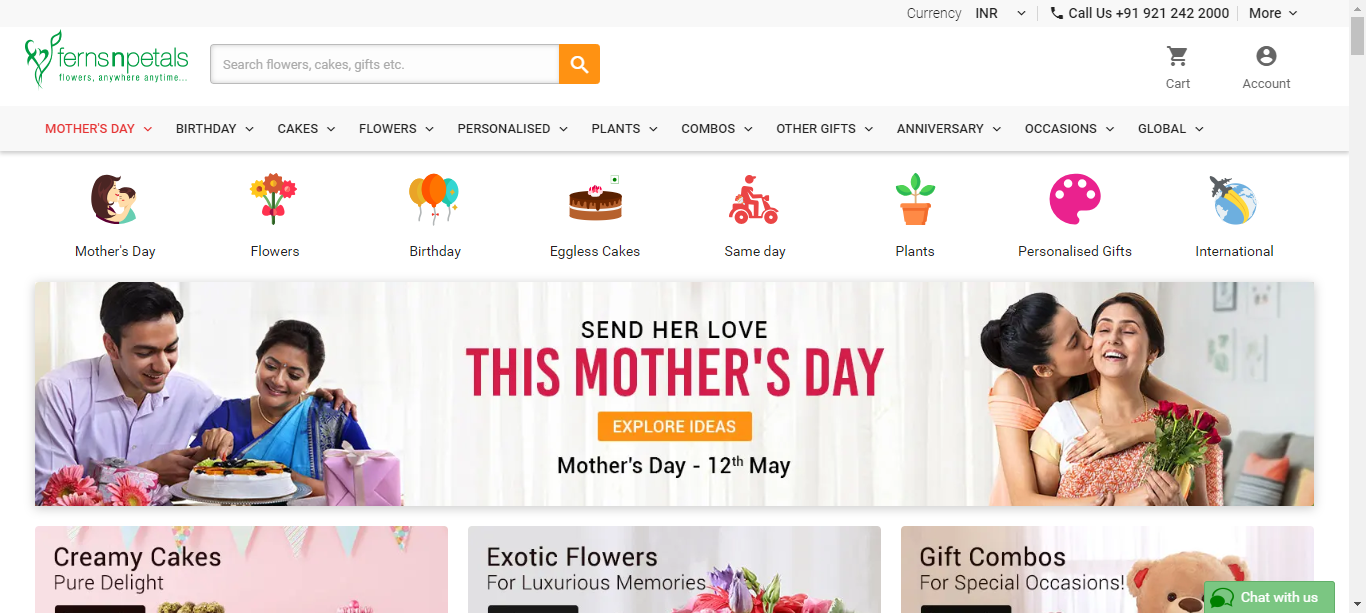 Currency INR Call Us +91 921 242 2000 More
fernsnpetals
flowers, anywhere anytime...
Search flowers, cakes, gifts etc.
Cart Account
MOTHER'S DAY BIRTHDAY CAKES FLOWERS PERSONALISED PLANTS COMBOS OTHER GIFTS ANNIVERSARY OCCASIONS GLOBAL
Mother's Day Flowers Birthday Eggless Cakes Same day Plants Personalised Gifts International
SEND HER LOVE
THIS MOTHER'S DAY
EXPLORE IDEAS
Mother's Day - 12th May
Creamy Cakes
Pure Delight
Exotic Flowers
For Luxurious Memories
Gift Combos
For Special Occasions!
Chat with us